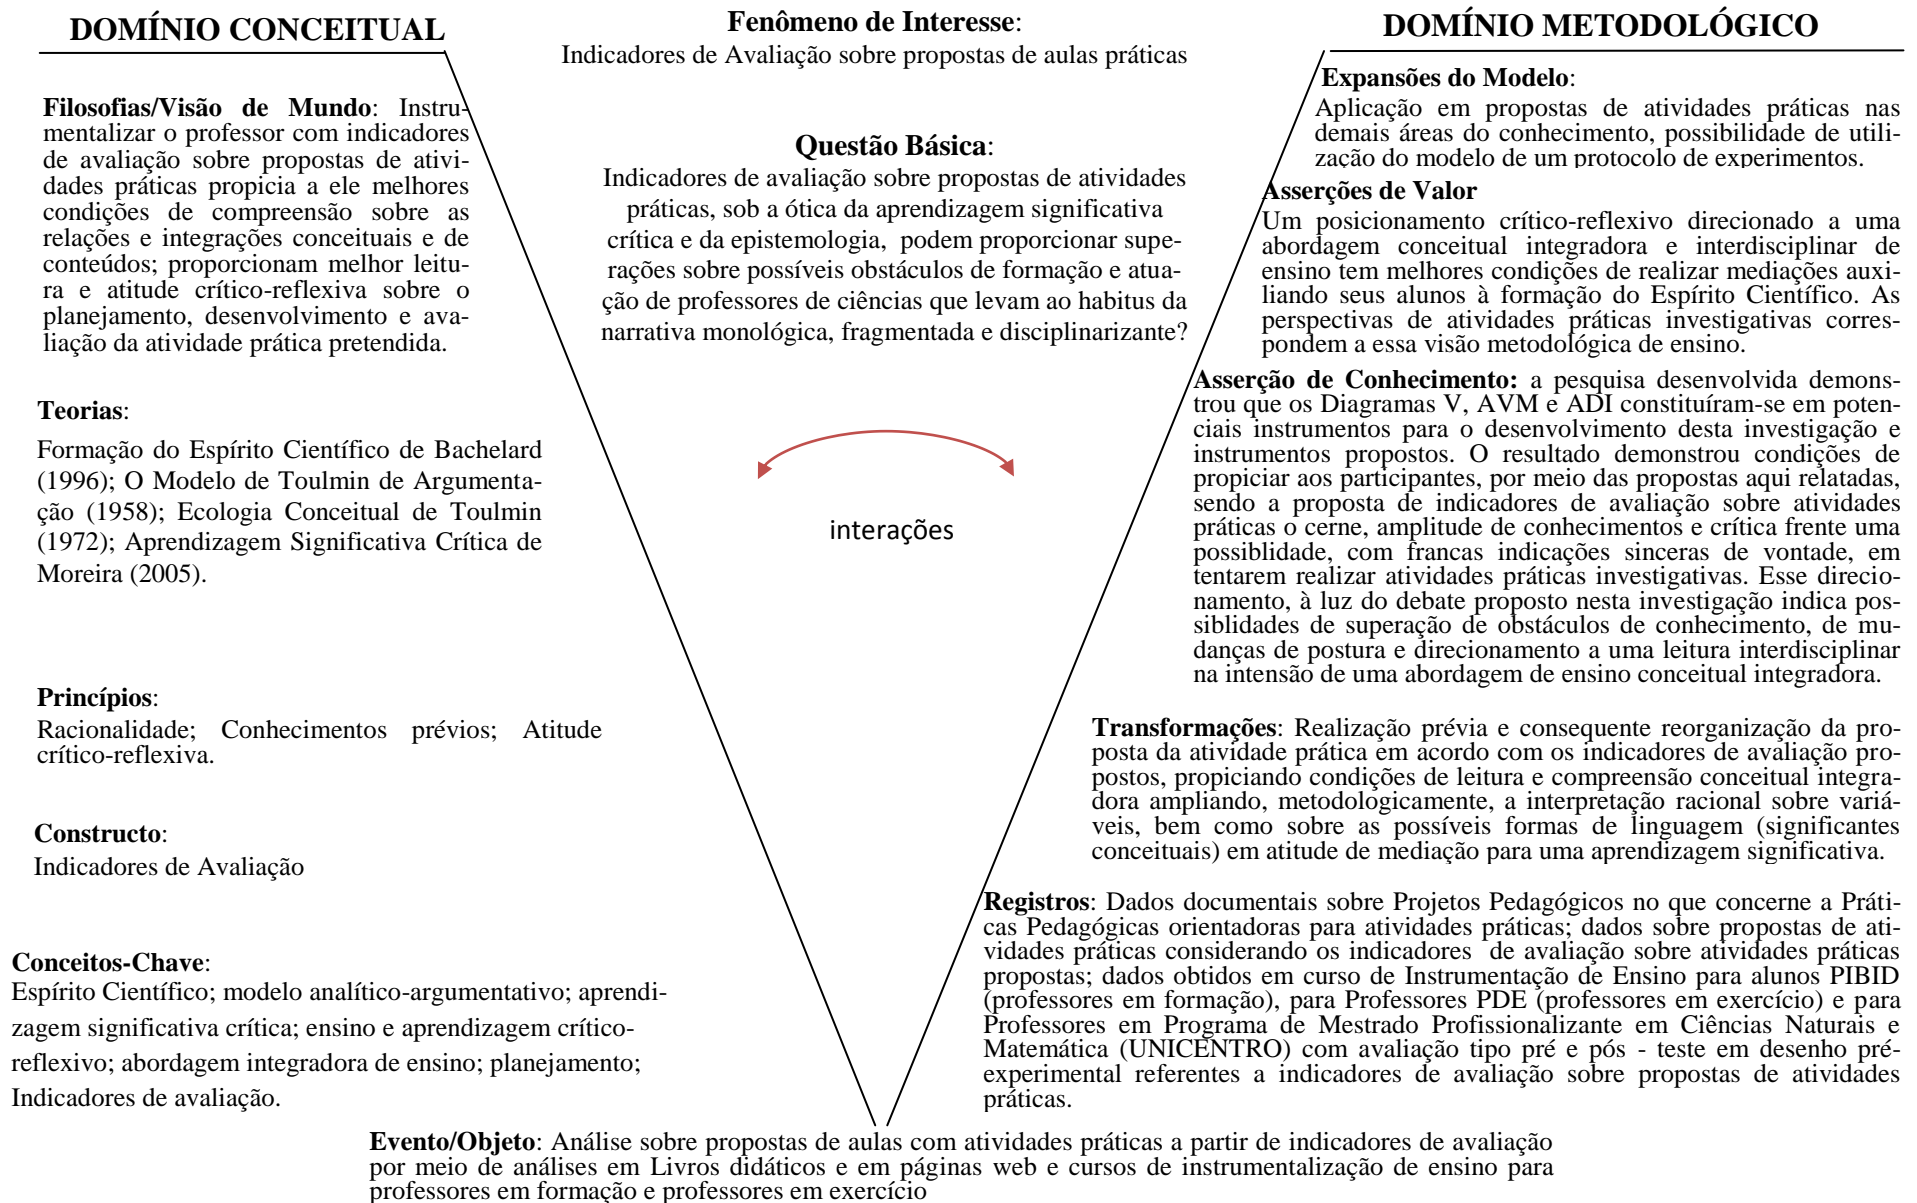 DOMÍNIO CONCEITUAL
Filosofias/Visão de Mundo: Instru-
mentalizar o professor com indicadores
de avaliação sobre propostas de ativi-
dades práticas propicia a ele melhores
condições de compreensão sobre as
relações e integrações conceituais e de
conteúdos; proporcionam melhor leitu-
ra e atitude crítico-reflexiva sobre o
planejamento, desenvolvimento e ava-
liação da atividade prática pretendida.
Teorias:
Formação do Espírito Científico de Bachelard
(1996); O Modelo de Toulmin de Argumenta-
ção (1958); Ecologia Conceitual de Toulmin
(1972); Aprendizagem Significativa Crítica de
Moreira (2005).
Princípios:
Racionalidade; Conhecimentos prévios; Atitude
crítico-reflexiva.
Constructo:
Indicadores de Avaliação
Conceitos-Chave:
Espírito Científico; modelo analítico-argumentativo; aprendi-
zagem significativa crítica; ensino e aprendizagem crítico-
reflexivo; abordagem integradora de ensino; planejamento;
Indicadores de avaliação.
Fenômeno de Interesse:
Indicadores de Avaliação sobre propostas de aulas práticas
Questão Básica:
Indicadores de avaliação sobre propostas de atividades
práticas, sob a ótica da aprendizagem significativa
crítica e da epistemologia, podem proporcionar supe-
rações sobre possíveis obstáculos de formação e atua-
ção de professores de ciências que levam ao habitus da
narrativa monológica, fragmentada e disciplinarizante?
interações
DOMÍNIO METODOLÓGICO
Expansões do Modelo:
Aplicação em propostas de atividades práticas nas
demais áreas do conhecimento, possibilidade de utili-
zação do modelo de um protocolo de experimentos.
Asserções de Valor
Um posicionamento crítico-reflexivo direcionado a uma
abordagem conceitual integradora e interdisciplinar de
ensino tem melhores condições de realizar mediações auxi-
liando seus alunos à formação do Espírito Científico. As
perspectivas de atividades práticas investigativas corres-
pondem a essa visão metodológica de ensino.
Asserção de Conhecimento: a pesquisa desenvolvida demons-
trou que os Diagramas V, AVM e ADI constituíram-se em poten-
ciais instrumentos para o desenvolvimento desta investigação e
instrumentos propostos. O resultado demonstrou condições de
propiciar aos participantes, por meio das propostas aqui relatadas,
sendo a proposta de indicadores de avaliação sobre atividades
práticas o cerne, amplitude de conhecimentos e crítica frente uma
possiblidade, com francas indicações sinceras de vontade, em
tentarem realizar atividades práticas investigativas. Esse direcio-
namento, à luz do debate proposto nesta investigação indica pos-
siblidades de superação de obstáculos de conhecimento, de mu-
danças de postura e direcionamento a uma leitura interdisciplinar
na intensão de uma abordagem de ensino conceitual integradora.
Transformações: Realização prévia e consequente reorganização da pro-
posta da atividade prática em acordo com os indicadores de avaliação pro-
postos, propiciando condições de leitura e compreensão conceitual integra-
dora ampliando, metodologicamente, a interpretação racional sobre variá-
veis, bem como sobre as possíveis formas de linguagem (significantes
conceituais) em atitude de mediação para uma aprendizagem significativa.
Registros: Dados documentais sobre Projetos Pedagógicos no que concerne a Práti-
cas Pedagógicas orientadoras para atividades práticas; dados sobre propostas de ati-
vidades práticas considerando os indicadores de avaliação sobre atividades práticas
propostas; dados obtidos em curso de Instrumentação de Ensino para alunos PIBID
(professores em formação), para Professores PDE (professores em exercício) e para
Professores em Programa de Mestrado Profissionalizante em Ciências Naturais e
Matemática (UNICENTRO) com avaliação tipo pré e pós - teste em desenho pré-
experimental referentes a indicadores de avaliação sobre propostas de atividades
práticas.
Evento/Objeto: Análise sobre propostas de aulas com atividades práticas a partir de indicadores de avaliação
por meio de análises em Livros didáticos e em páginas web e cursos de instrumentalização de ensino para
professores em formação e professores em exercício